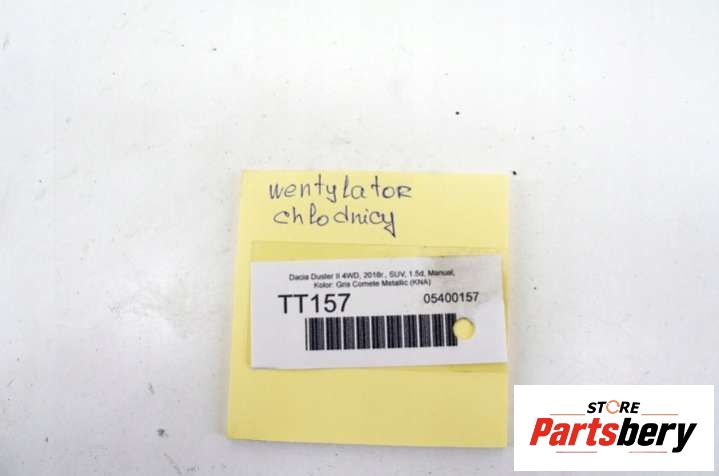 wentylator
chłodnicy
Dacia Duster II 4WD, 2018r., SUV, 1.5d, Manual,
Kolor: Gris Comete Metallic (KNA)
TT157 05400157
STORE
Partsbery